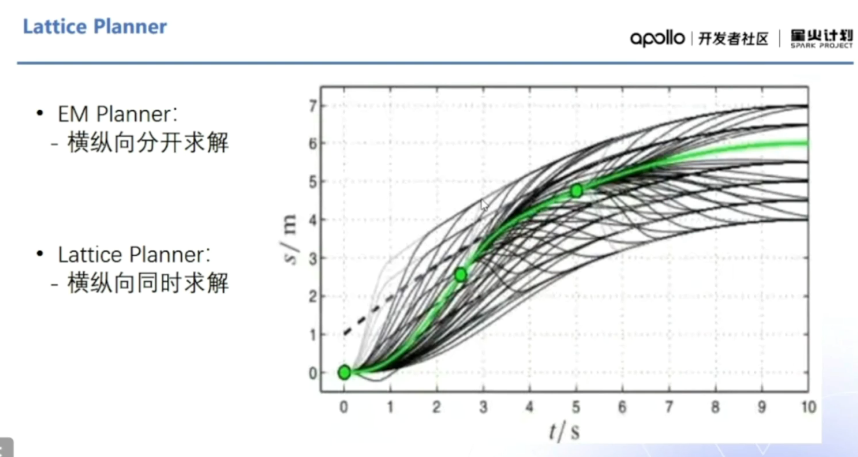 Lattice Planner
apollo | 开发者社区 | 星火计划
SPARK PROJECT
• EM Planner:
- 横纵向分开求解
• Lattice Planner:
- 横纵向同时求解
s / m
7
6
5
4
3
2
1
0
0 1 2 3 4 5 6 7 8 9 10
t/s